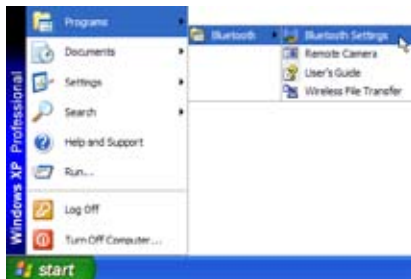 Programs
Documents
Settings
Search
Help and Support
Run...
Log Off
Turn Off Computer...
Windows XP Professional
start
Bluetooth
Bluetooth Settings
Remote Camera
User's Guide
Wireless File Transfer